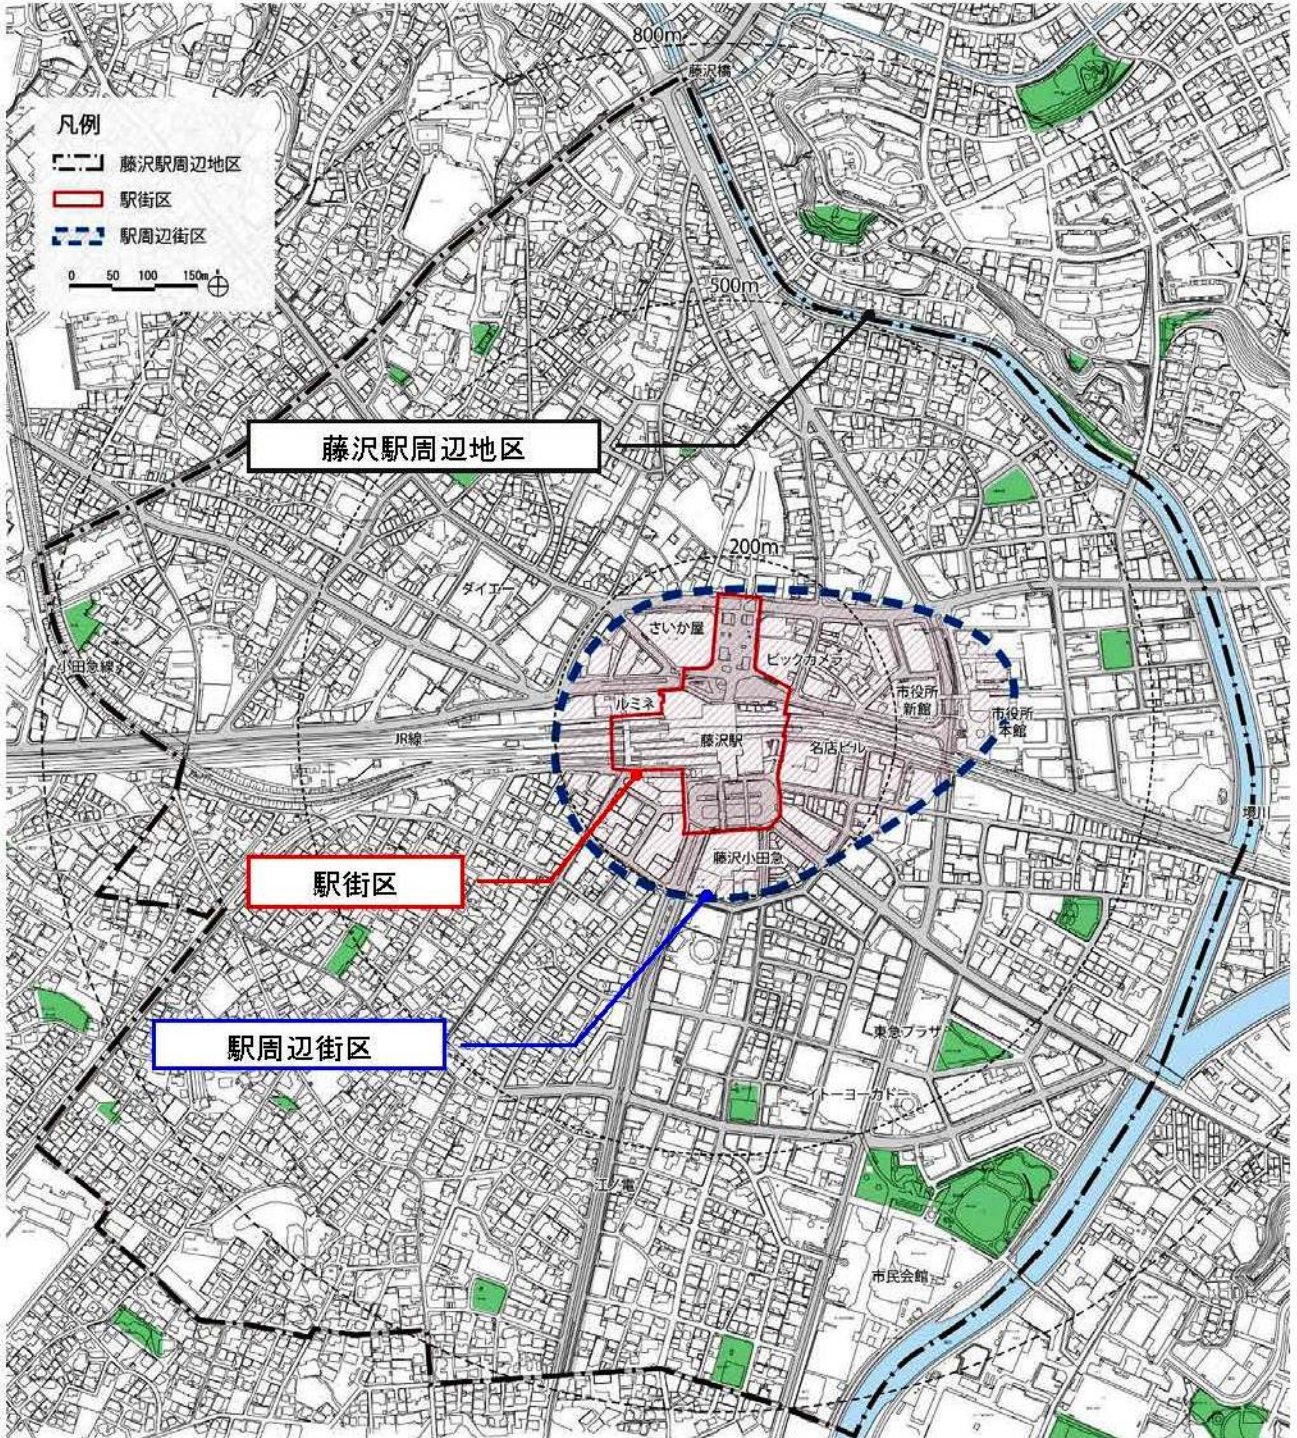 800m
藤沢橋
凡例
藤沢駅周辺地区
駅街区
駅周辺街区
0 50 100 150m
500m
藤沢駅周辺地区
200m
ダイエー
さいか屋
ビックカメラ
小田急線
ルミネ
市役所
新館
市役所
本館
JR線
藤沢駅
名店ビル
境川
藤沢小田急
駅街区
東急プラザ
駅周辺街区
イトーヨーカドー
江ノ電
市民会館